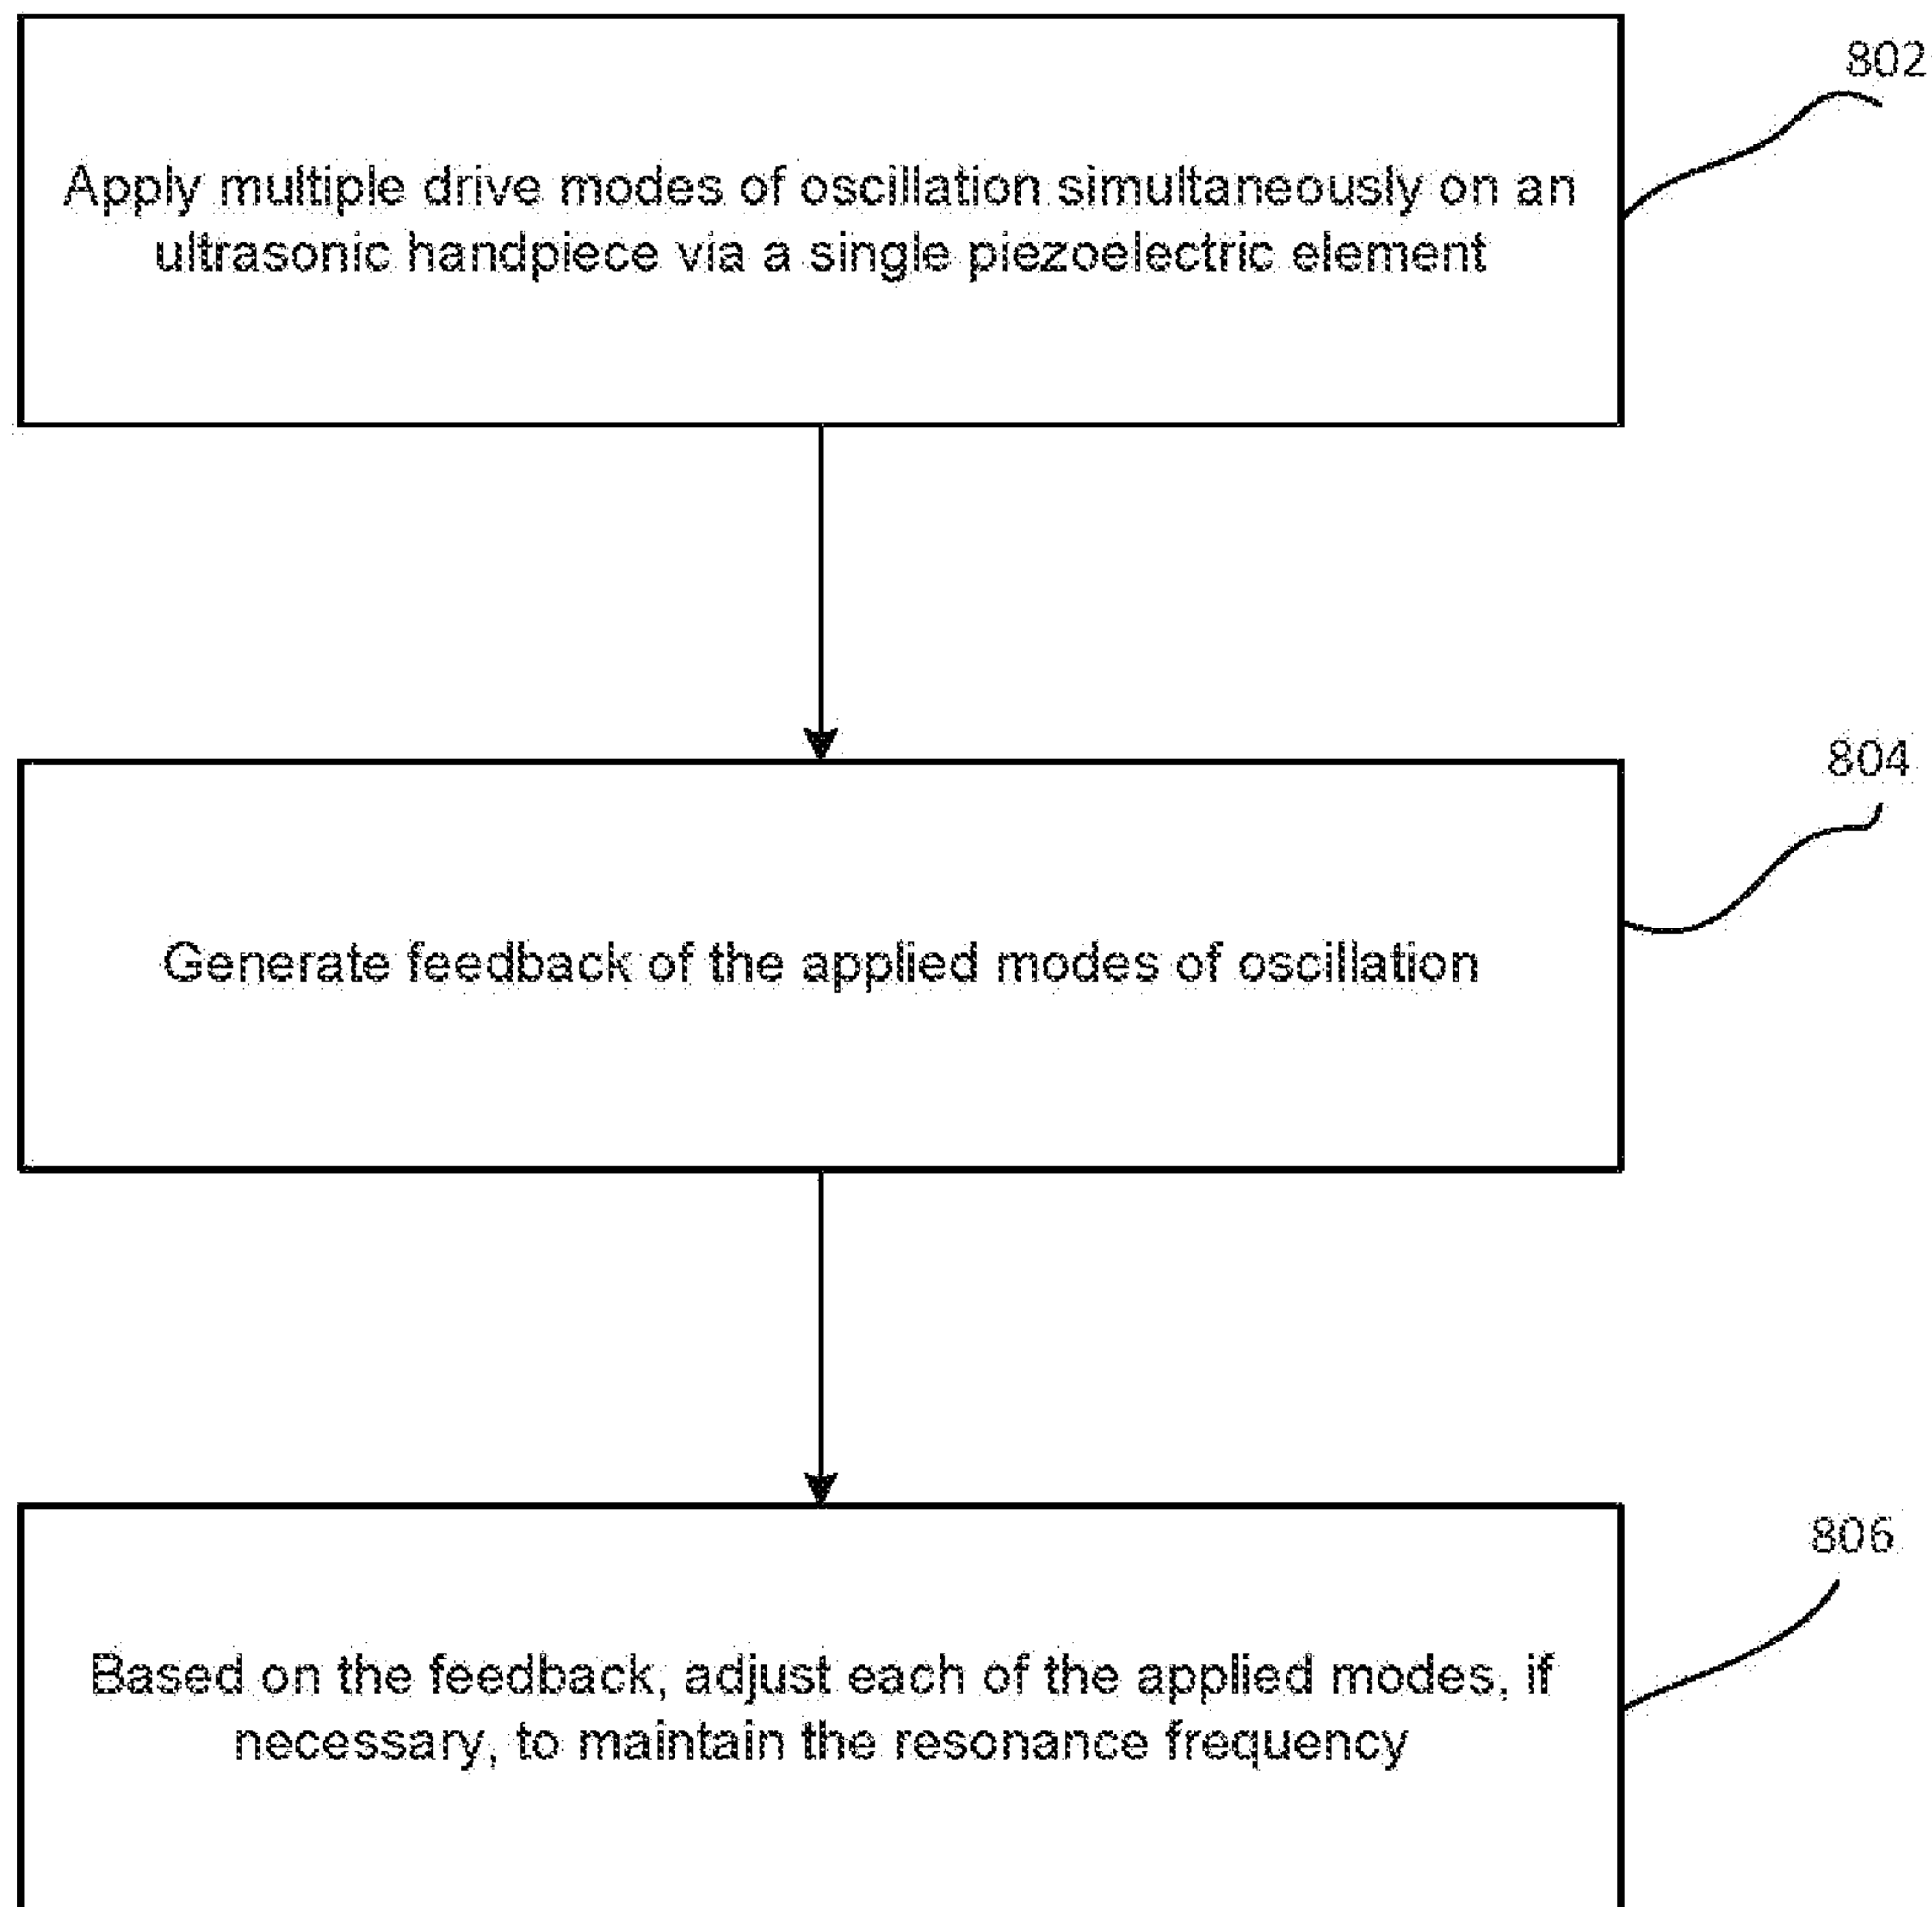 802
Apply multiple drive modes of oscillation simultaneously on an
ultrasonic handpiece via a single piezoelectric element
804
Generate feedback of the applied modes of oscillation
806
Based on the feedback, adjust each of the applied modes, if
necessary, to maintain the resonance frequency